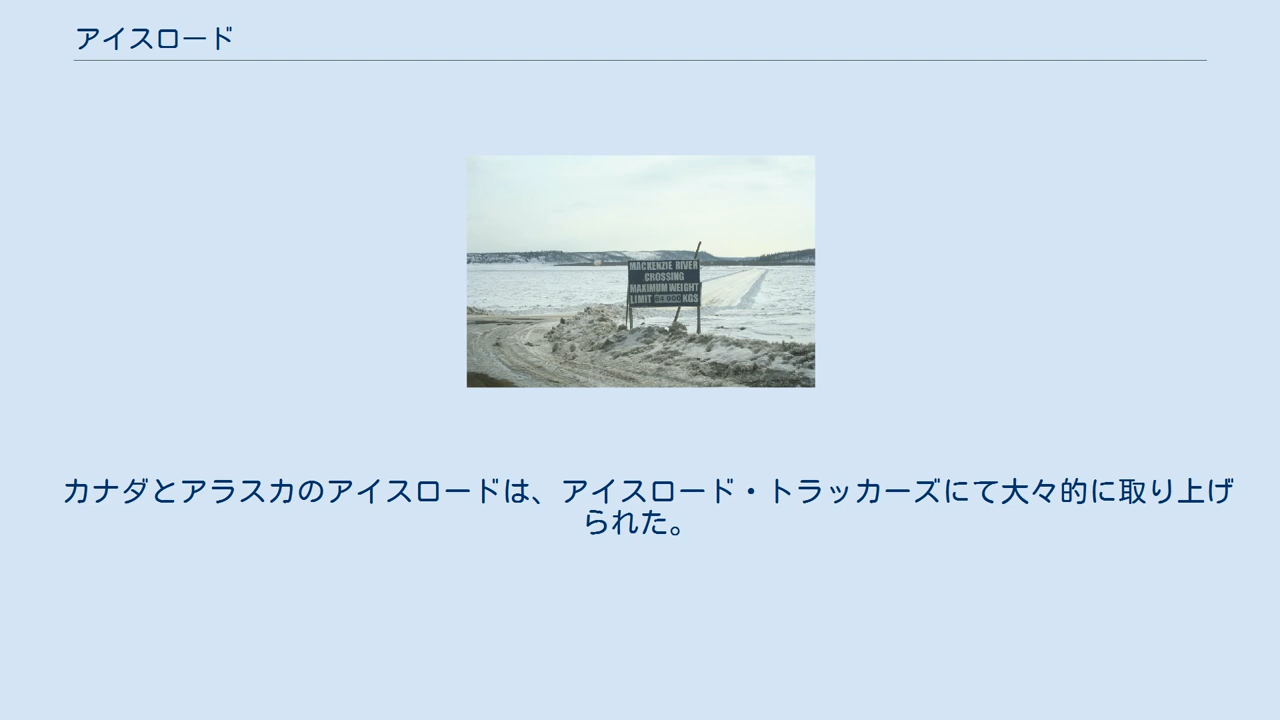 アイスロード
MACKENZIE RIVER
CROSSING
MAXIMUM WEIGHT
LIMIT KGS
カナダとアラスカのアイスロードは、アイスロード・トラッカーズにて大々的に取り上げ
られた。